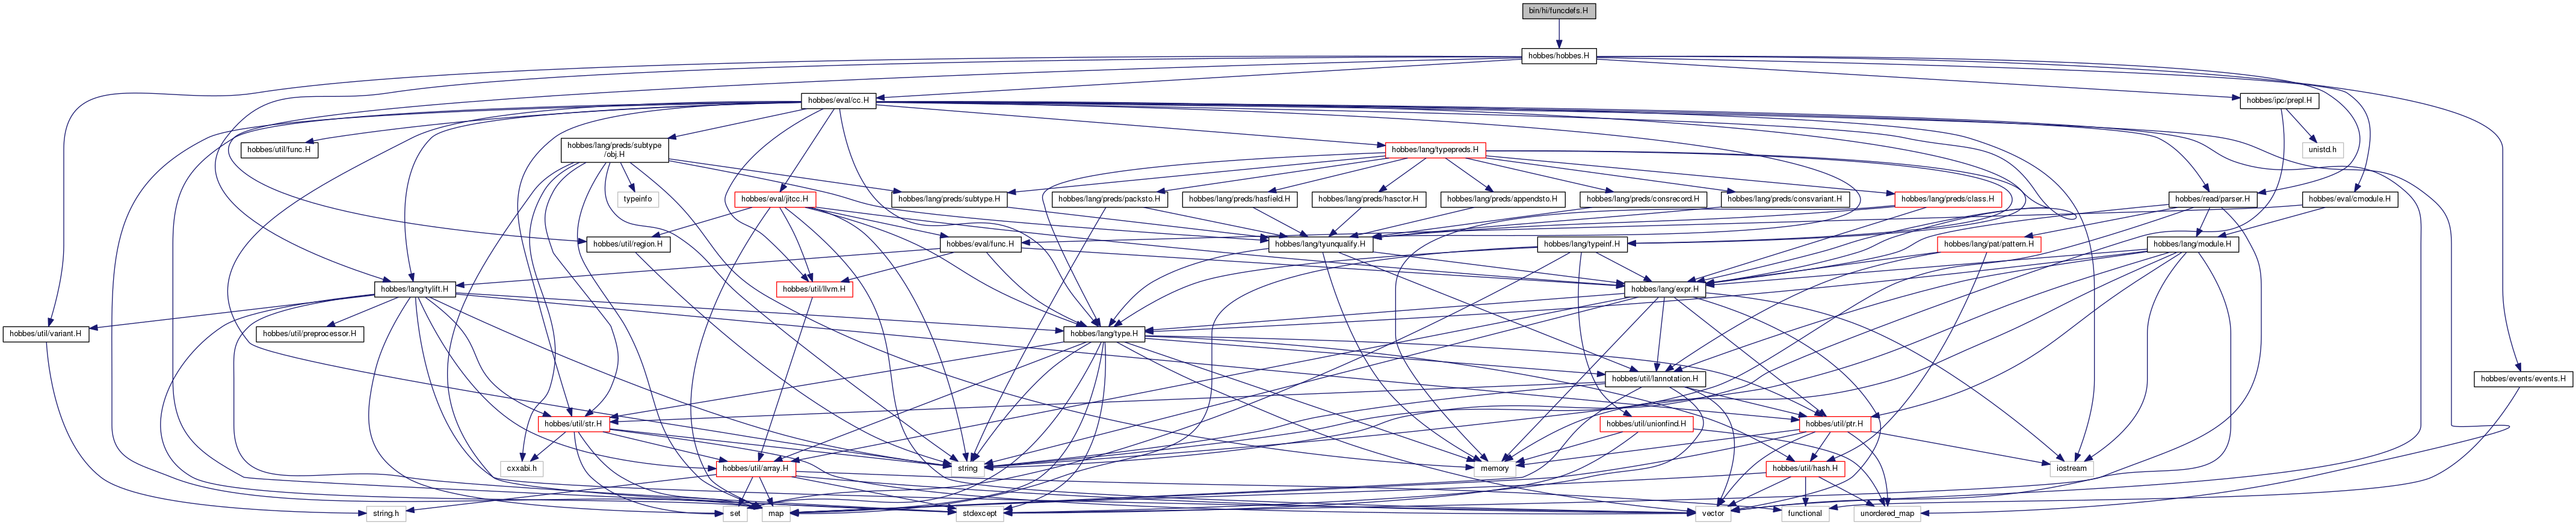 bin/hi/funcdefs.H
hobbes/hobbes.H
hobbes/eval/cc.H
hobbes/ipc/prepl.H
hobbes/util/func.H
hobbes/lang/preds/subtype
/obj.H
hobbes/lang/typepreds.H
unistd.h
typeinfo
hobbes/eval/jitcc.H
hobbes/lang/preds/subtype.H
hobbes/lang/preds/packsto.H
hobbes/lang/preds/hasfield.H
hobbes/lang/preds/hasctor.H
hobbes/lang/preds/appendsto.H
hobbes/lang/preds/consrecord.H
hobbes/lang/preds/consvariant.H
hobbes/lang/preds/class.H
hobbes/read/parser.H
hobbes/eval/cmodule.H
hobbes/util/region.H
hobbes/eval/func.H
hobbes/lang/tyunqualify.H
hobbes/lang/typeinf.H
hobbes/lang/pat/pattern.H
hobbes/lang/module.H
hobbes/lang/tylift.H
hobbes/util/llvm.H
hobbes/lang/expr.H
hobbes/util/variant.H
hobbes/util/preprocessor.H
hobbes/lang/type.H
hobbes/util/lannotation.H
hobbes/events/events.H
hobbes/util/str.H
hobbes/util/unionfind.H
hobbes/util/ptr.H
cxxabi.h
hobbes/util/array.H
string
memory
hobbes/util/hash.H
iostream
string.h
set
map
stdexcept
vector
functional
unordered_map